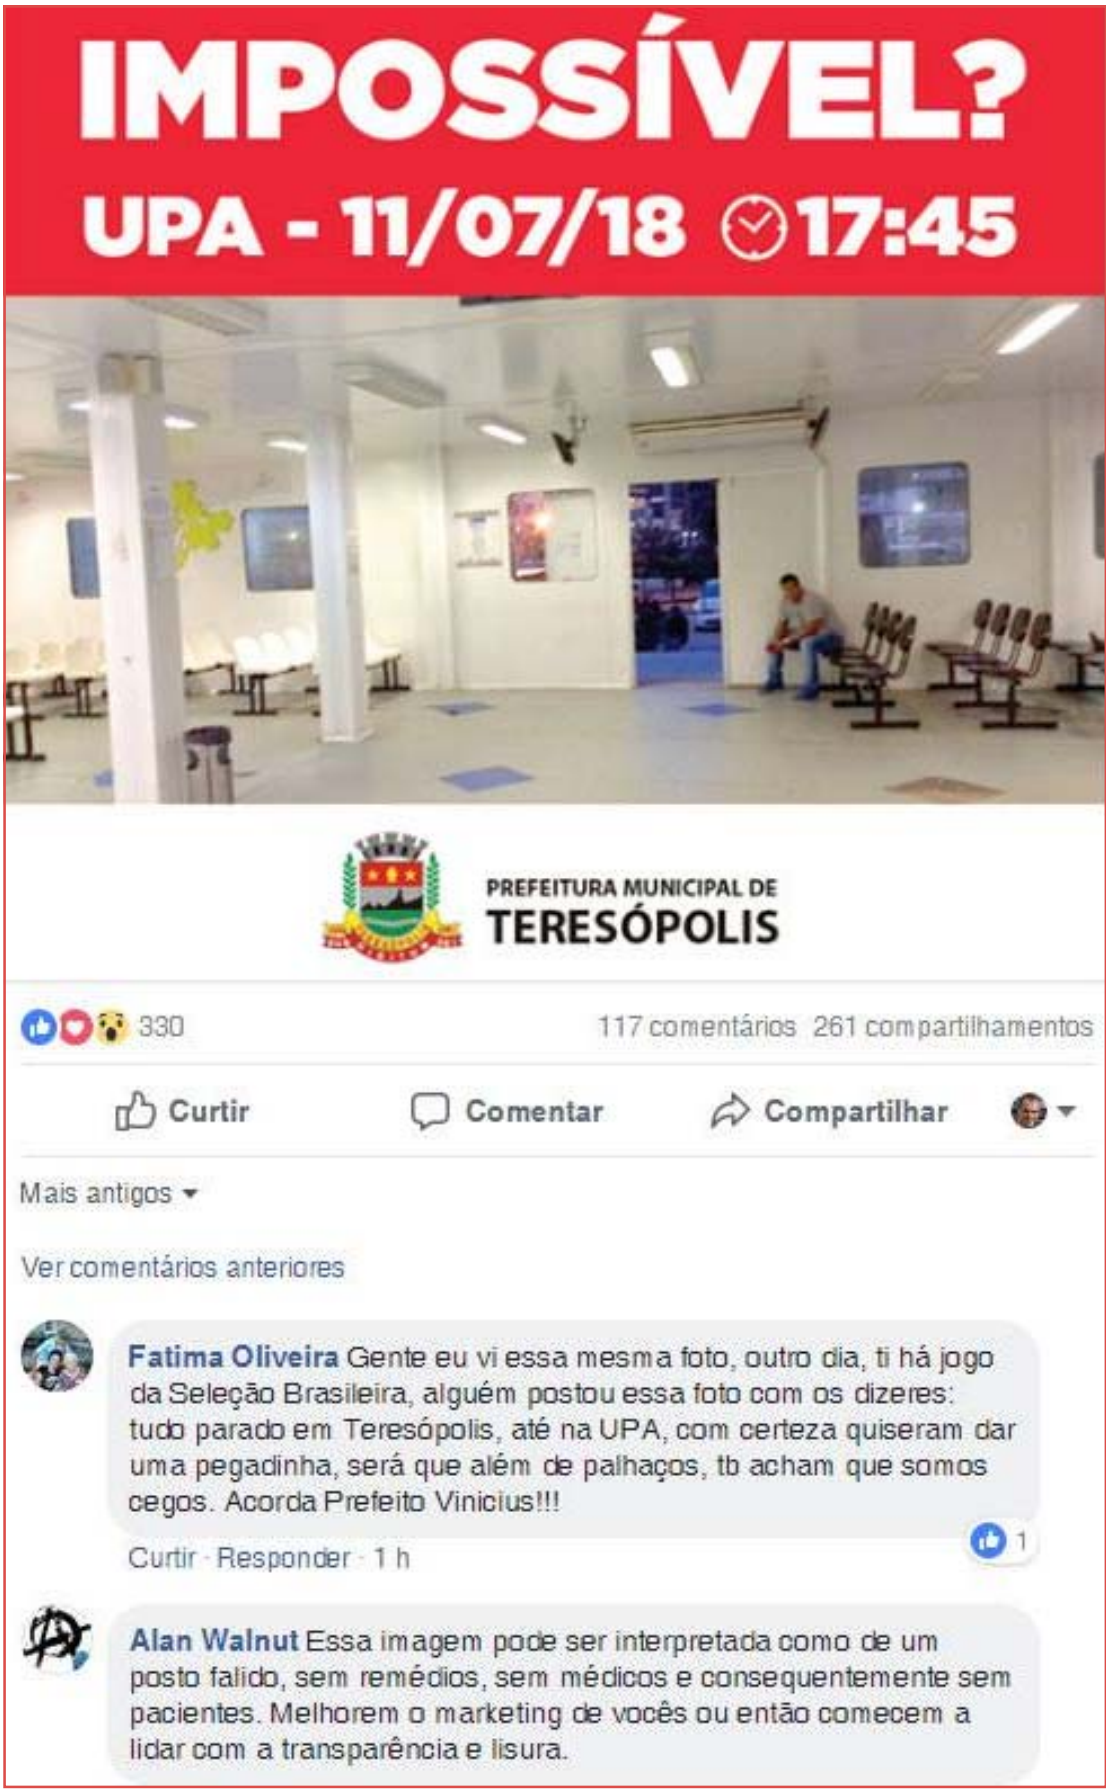 IMPOSSÍVEL?
UPA - 11/07/18 17:45
PREFEITURA MUNICIPAL DE
TERESÓPOLIS
330
117 comentários 261 compartilhamentos
Curtir Comentar Compartilhar
Mais antigos
Ver comentários anteriores
Fatima Oliveira Gente eu vi essa mesma foto, outro dia, ti há jogo
da Seleção Brasileira, alguém postou essa foto com os dizeres:
tudo parado em Teresópolis, até na UPA, com certeza quiseram dar
uma pegadinha, será que além de palhaços, tb acham que somos
cegos. Acorda Prefeito Vinicius!!!
Curtir · Responder · 1 h
1
Alan Walnut Essa imagem pode ser interpretada como de um
posto falido, sem remédios, sem médicos e consequentemente sem
pacientes. Melhorem o marketing de vocês ou então comecem a
lidar com a transparência e lisura.